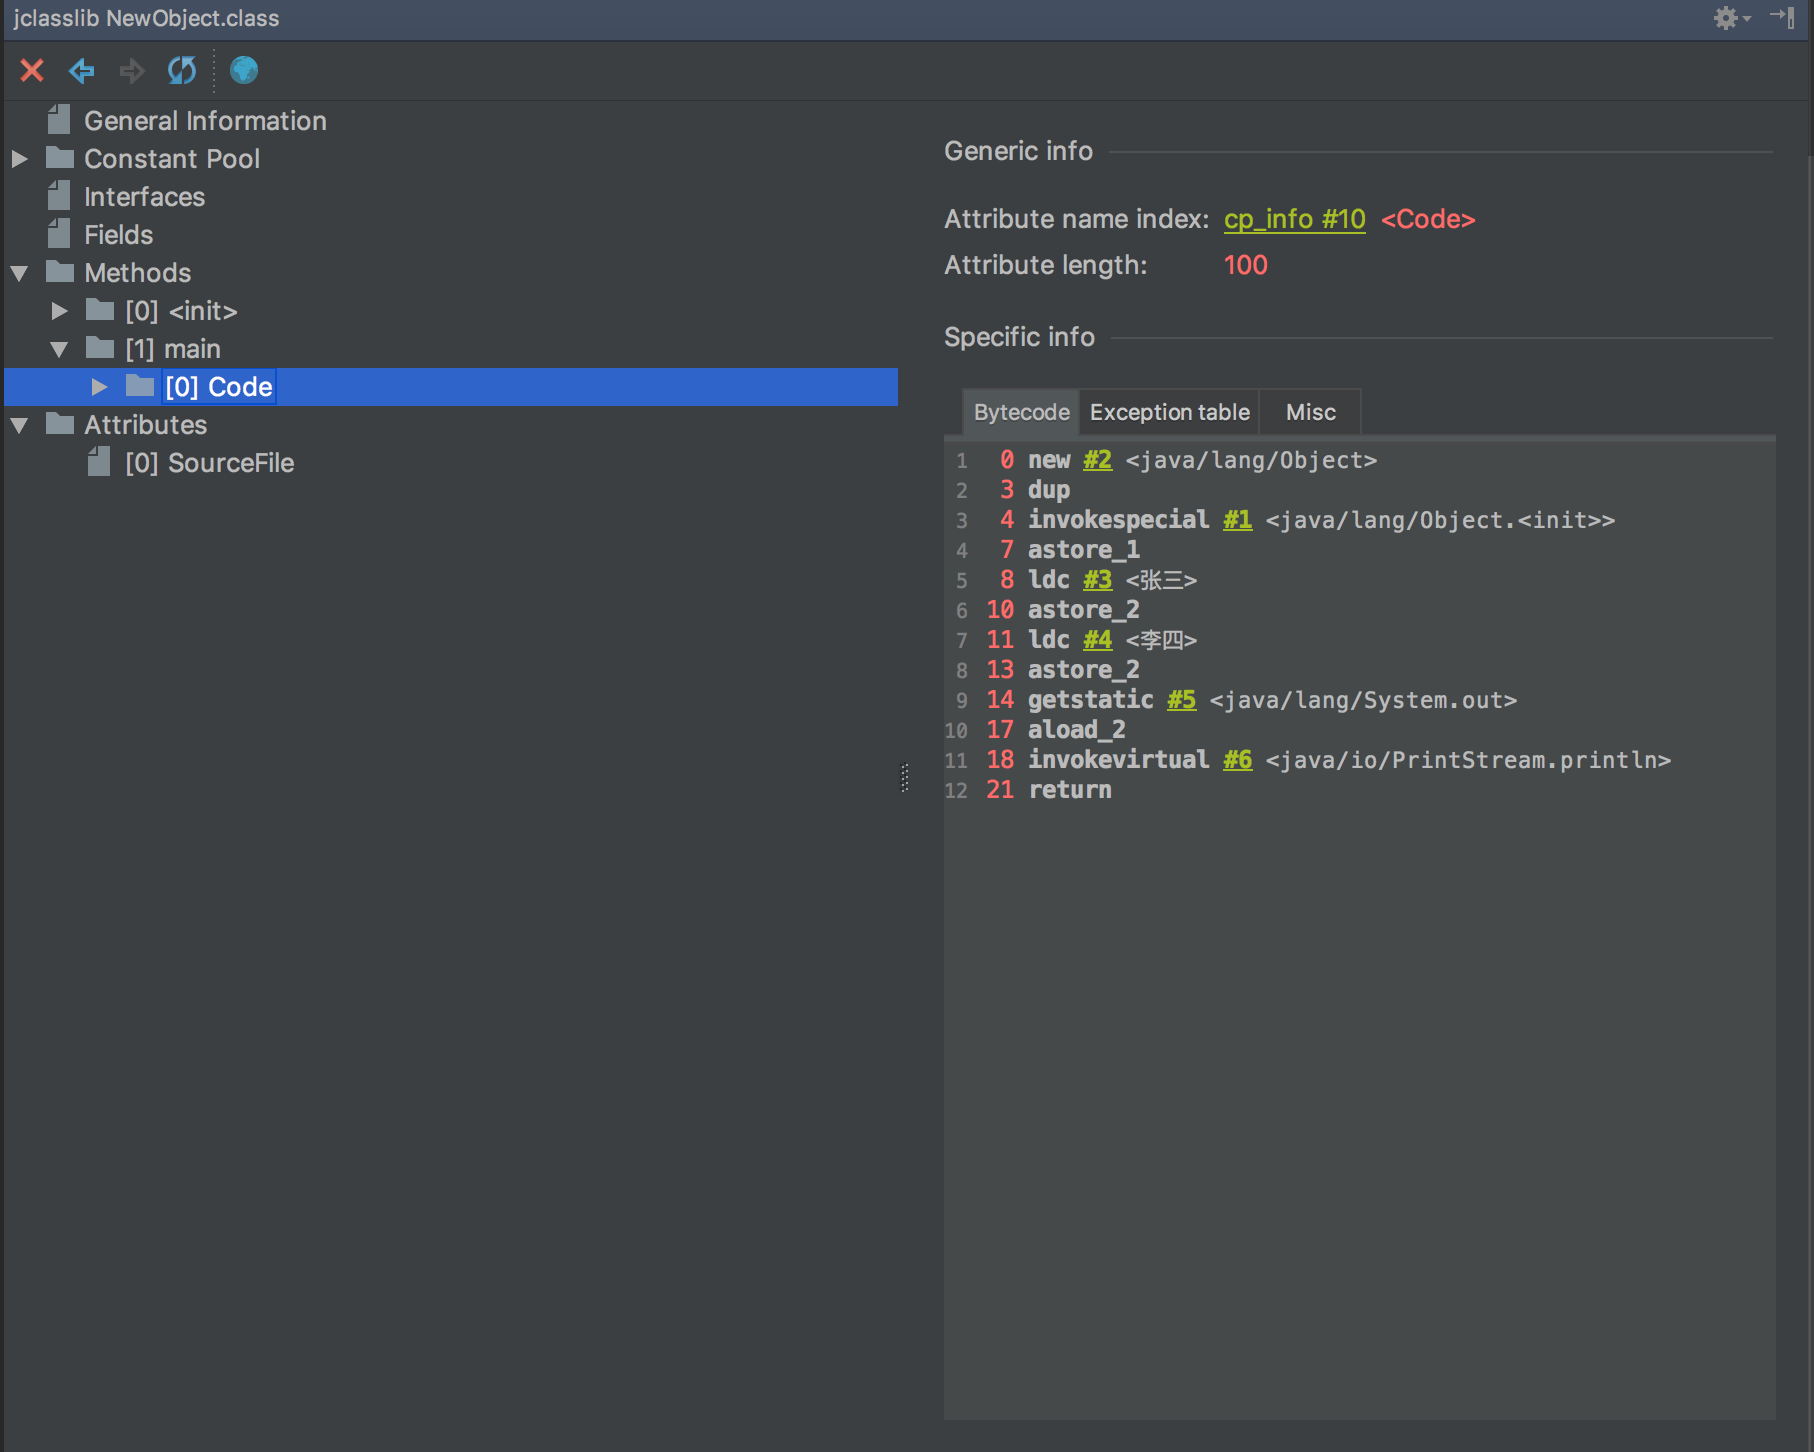 jclasslib NewObject.class
General Information
Constant Pool
Interfaces
Fields
Methods
[0] <init>
[1] main
[0] Code
Attributes
[0] SourceFile
Generic info
Attribute name index: cp_info #10 <Code>
Attribute length: 100
Specific info
Bytecode Exception table Misc
1 0 new #2 <java/lang/Object>
2 3 dup
3 4 invokespecial #1 <java/lang/Object.<init>>
4 7 astore_1
5 8 ldc #3 <张三>
6 10 astore_2
7 11 ldc #4 <李四>
8 13 astore_2
9 14 getstatic #5 <java/lang/System.out>
10 17 aload_2
11 18 invokevirtual #6 <java/io/PrintStream.println>
12 21 return